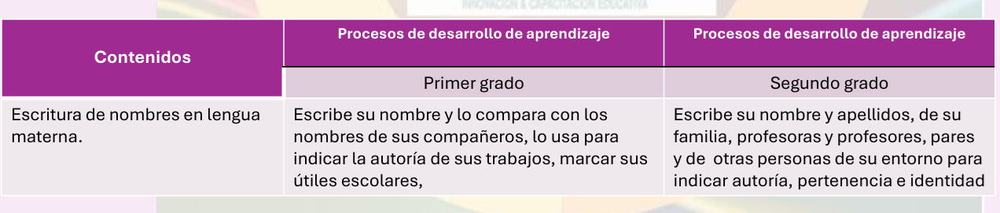 INNOVACIÓN & CAPACITACIÓN EDUCATIVA
Contenidos
Procesos de desarrollo de aprendizaje
Procesos de desarrollo de aprendizaje
Primer grado
Segundo grado
Escritura de nombres en lengua
materna.
Escribe su nombre y lo compara con los
nombres de sus compañeros, lo usa para
indicar la autoría de sus trabajos, marcar sus
útiles escolares,
Escribe su nombre y apellidos, de su
familia, profesoras y profesores, pares
y de  otras personas de su entorno para
indicar autoría, pertenencia e identidad